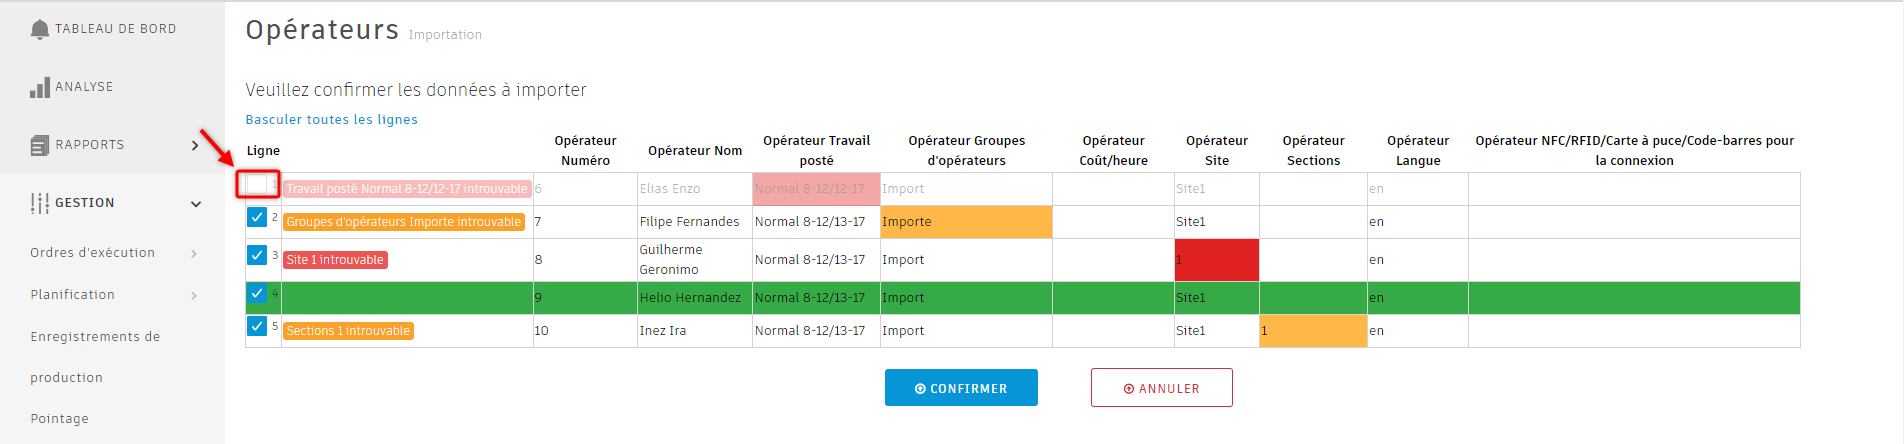 TABLEAU DE BORD
ANALYSE
RAPPORTS
GESTION
Ordres d'exécution
Planification
Enregistrements de
production
Pointage
Opérateurs Importation
Veuillez confirmer les données à importer
Basculer toutes les lignes
Ligne Opérateur Numéro Opérateur Nom Opérateur Travail posté Opérateur Groupes d'opérateurs Opérateur Coût/heure Opérateur Site Opérateur Sections Opérateur Langue Opérateur NFC/RFID/Carte à puce/Code-barres pour la connexion
1 Travail posté Normal 8-12/12-17 introuvable 6 Elias Enzo Normal 8-12/12-17 Import Site1 en
2 Groupes d'opérateurs Importe introuvable 7 Filipe Fernandes Normal 8-12/13-17 Importe Site1 en
3 Site 1 introuvable 8 Guilherme Geronimo Normal 8-12/13-17 Import 1 en
4 9 Helio Hernandez Normal 8-12/13-17 Import Site1 en
5 Sections 1 introuvable 10 Inez Ira Normal 8-12/13-17 Import Site1 1 en
CONFIRMER
ANNULER